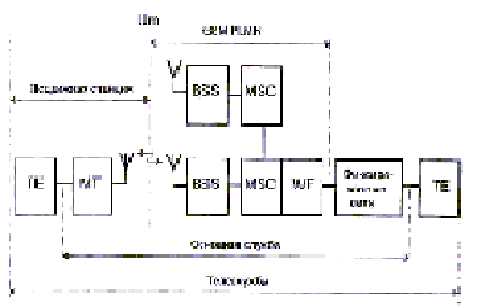 Um
GSM PLMN
Подвижная станция
BSS
MSC
TE
MT
BSS
MSC
IWF
TE
Основная служба
Телеслужбы